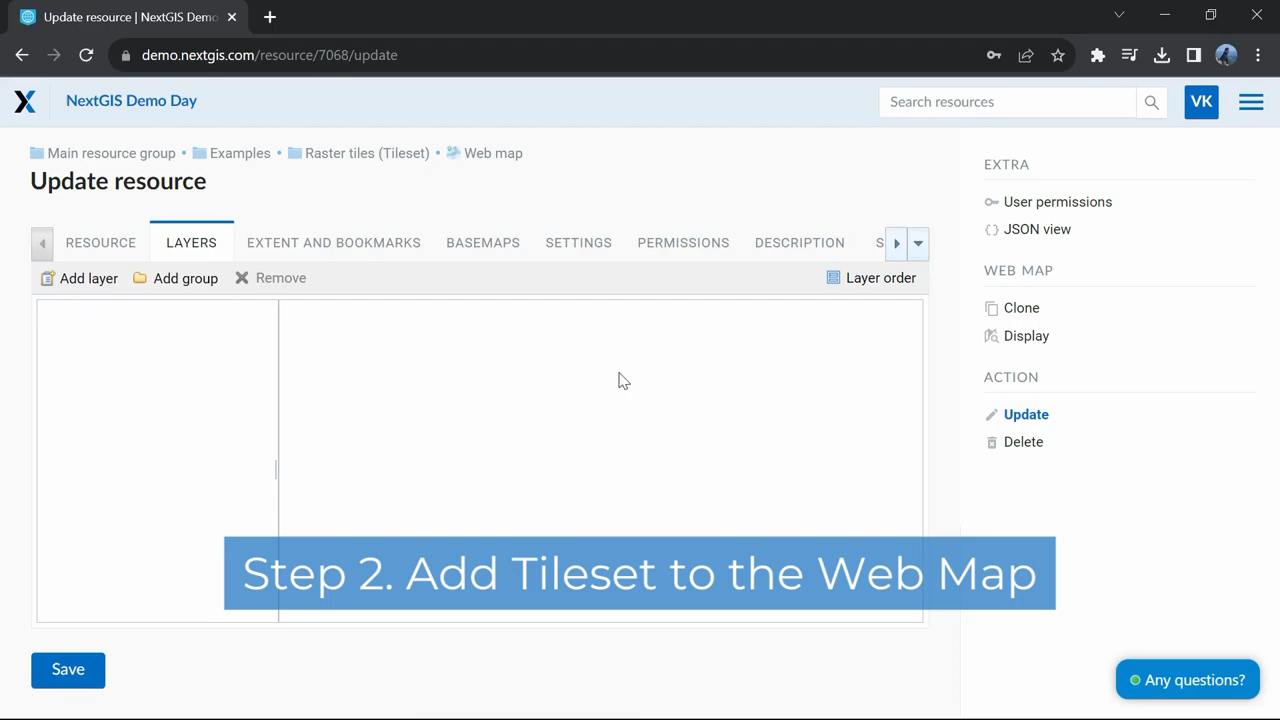 Update resource | NextGIS Demo
demo.nextgis.com/resource/7068/update
NextGIS Demo Day
Search resources
VK
Main resource group • Examples • Raster tiles (Tileset) • Web map
Update resource
RESOURCE LAYERS EXTENT AND BOOKMARKS BASEMAPS SETTINGS PERMISSIONS DESCRIPTION S
Add layer Add group Remove Layer order
EXTRA
User permissions
JSON view
WEB MAP
Clone
Display
ACTION
Update
Delete
Step 2. Add Tileset to the Web Map
Save
Any questions?